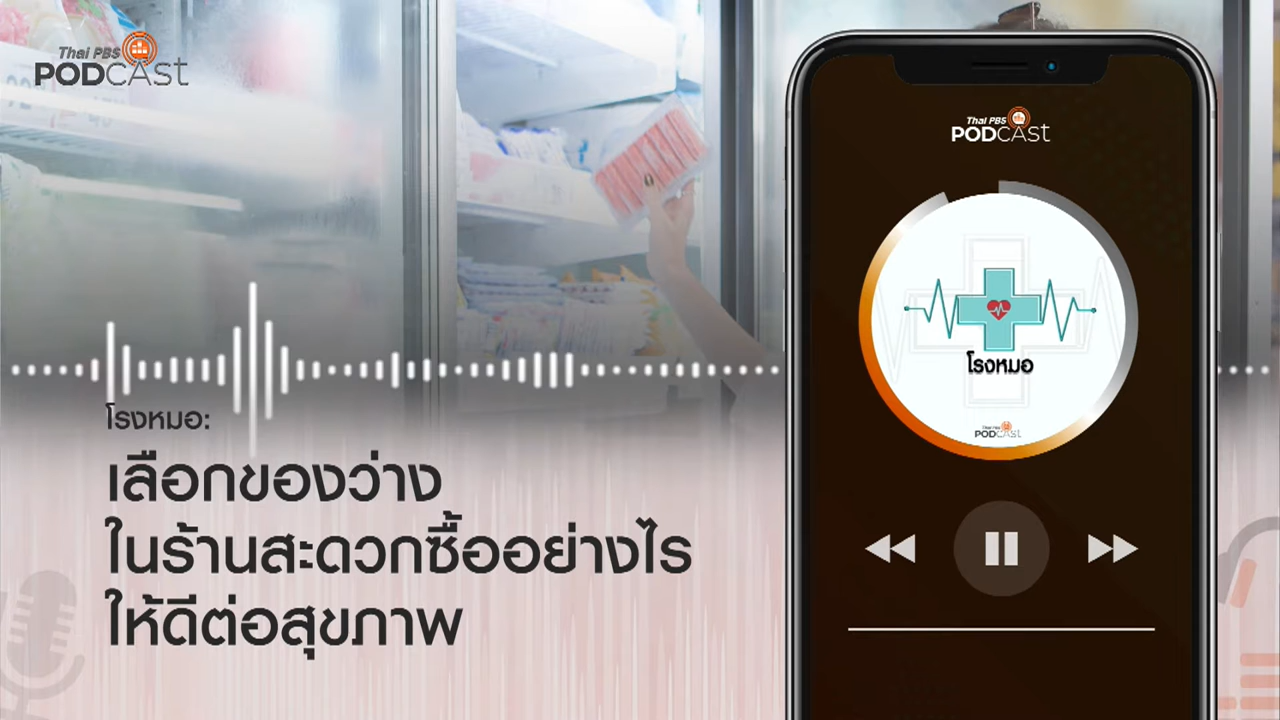 Thai PBS
PODCAST
โรงหมอ:
เลือกของว่าง
ในร้านสะดวกซื้ออย่างไร
ให้ดีต่อสุขภาพ
Thai PBS
PODCAST
โรงหมอ
Thai PBS
PODCAST